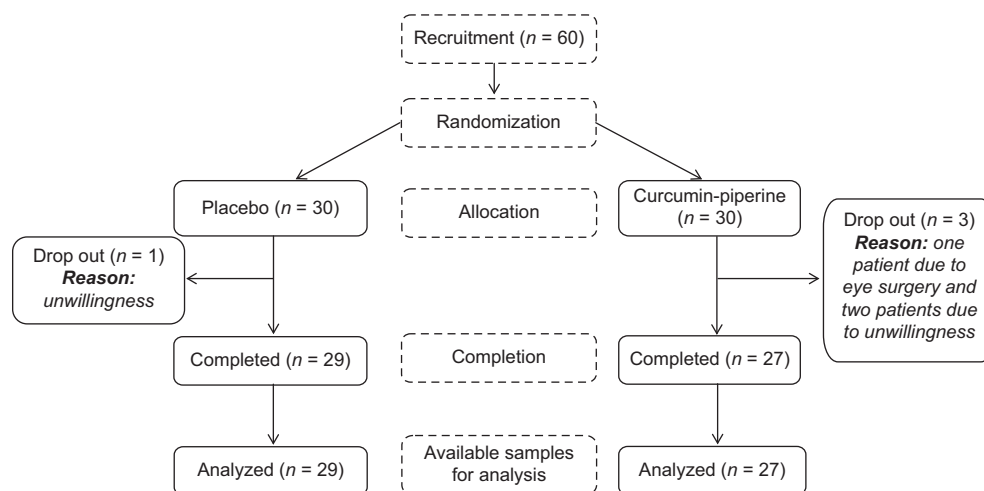 Recruitment (n = 60)
Randomization
Placebo (n = 30)
Allocation
Curcumin-piperine
(n = 30)
Drop out (n = 1)
Reason:
unwillingness
Drop out (n = 3)
Reason: one
patient due to
eye surgery and
two patients due
to unwillingness
Completed (n = 29)
Completion
Completed (n = 27)
Analyzed (n = 29)
Available samples
for analysis
Analyzed (n = 27)